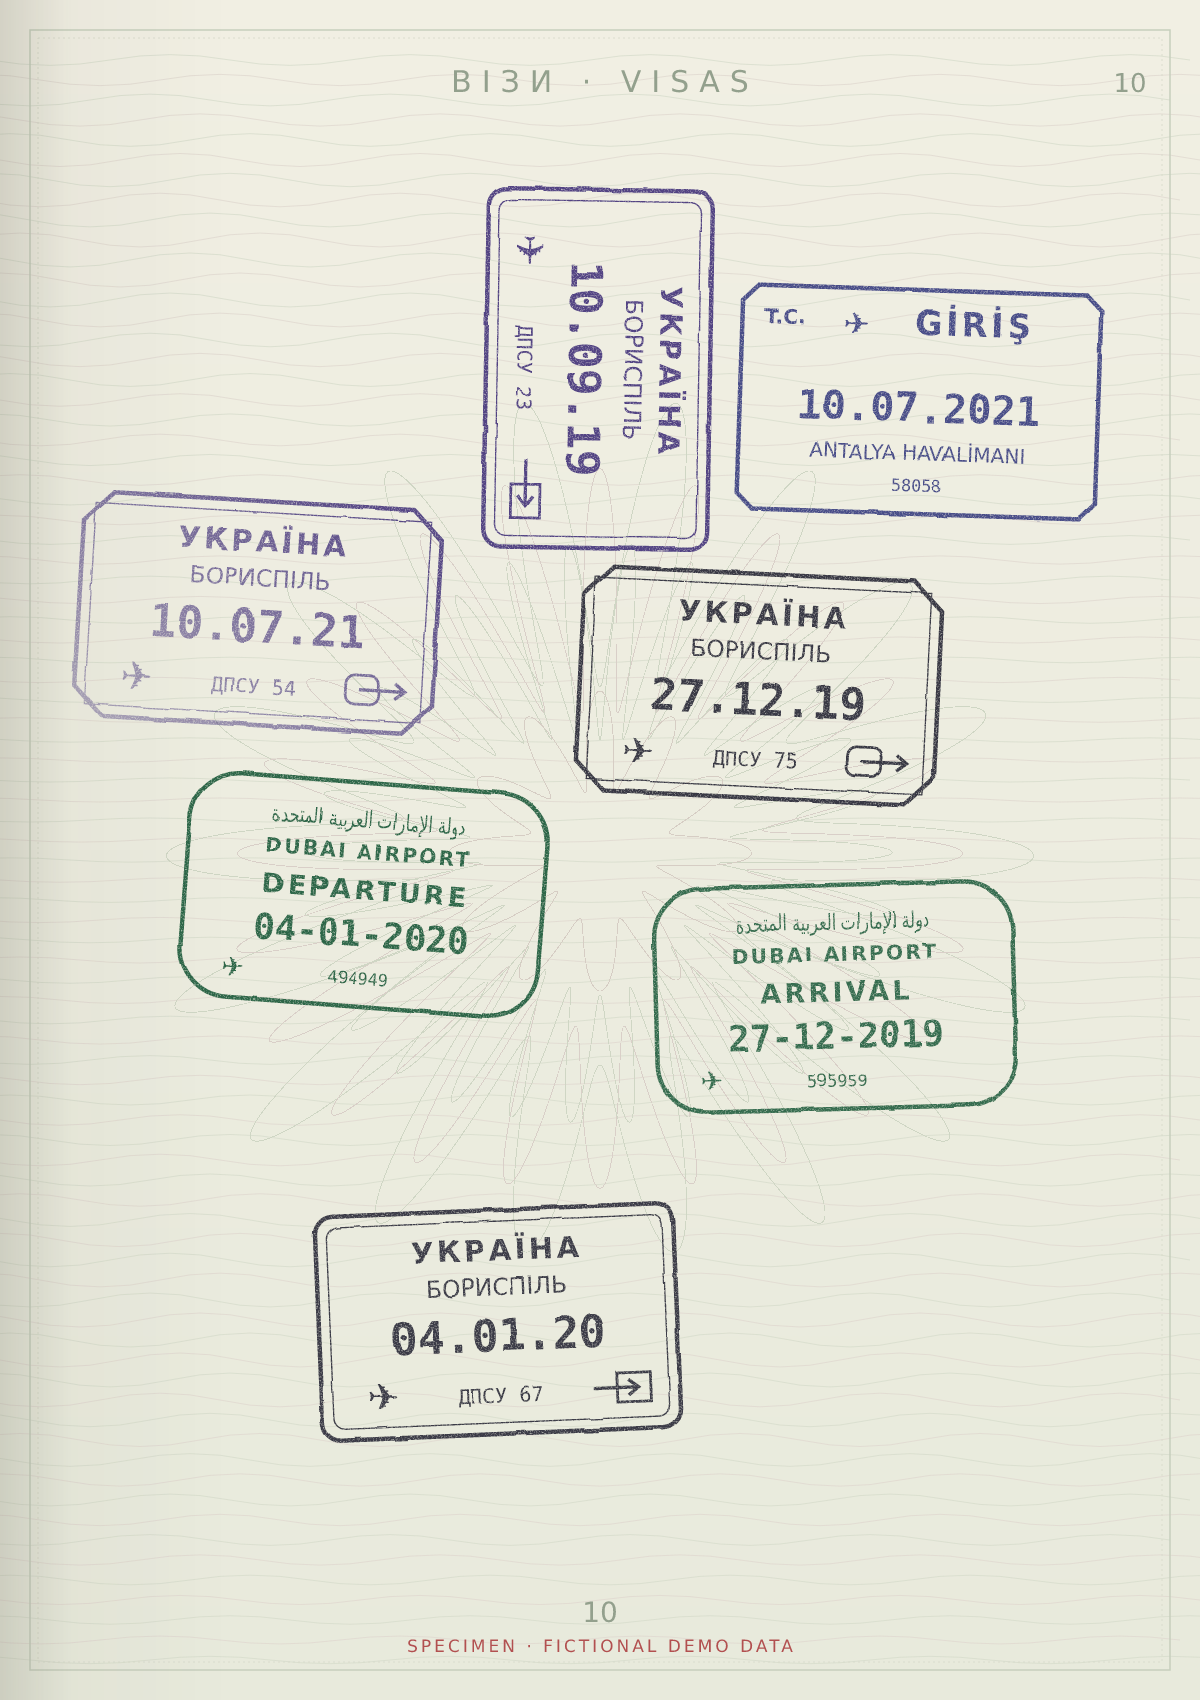 ВІЗИ · VISAS
10
УКРАЇНА
БОРИСПІЛЬ
10.09.19
ДПСУ 23
T.C.
GİRİŞ
10.07.2021
ANTALYA HAVALİMANI
58058
УКРАЇНА
БОРИСПІЛЬ
10.07.21
ДПСУ 54
УКРАЇНА
БОРИСПІЛЬ
27.12.19
ДПСУ 75
دولة الإمارات العربية المتحدة
DUBAI AIRPORT
DEPARTURE
04-01-2020
494949
دولة الإمارات العربية المتحدة
DUBAI AIRPORT
ARRIVAL
27-12-2019
595959
УКРАЇНА
БОРИСПІЛЬ
04.01.20
ДПСУ 67
10
SPECIMEN · FICTIONAL DEMO DATA